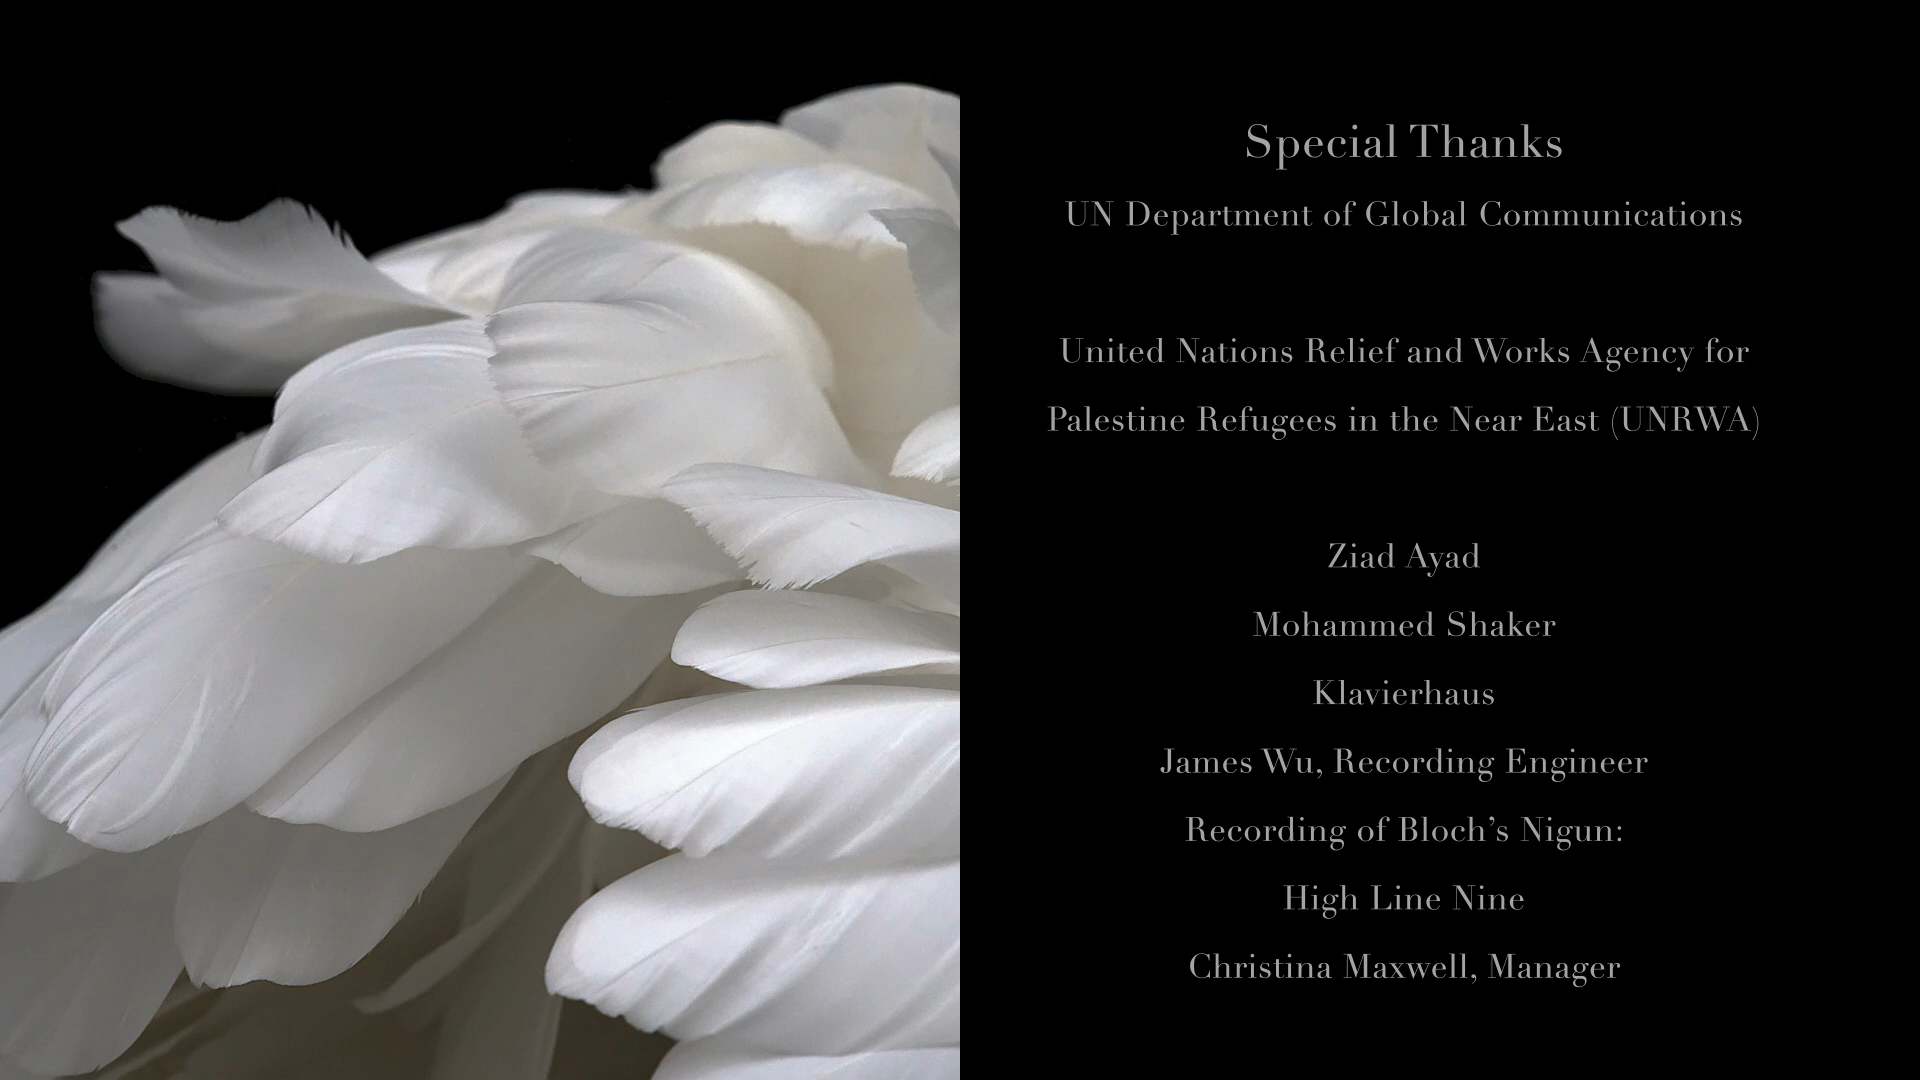 Special Thanks
UN Department of Global Communications
United Nations Relief and Works Agency for
Palestine Refugees in the Near East (UNRWA)
Ziad Ayad
Mohammed Shaker
Klavierhaus
James Wu, Recording Engineer
Recording of Bloch’s Nigun:
High Line Nine
Christina Maxwell, Manager